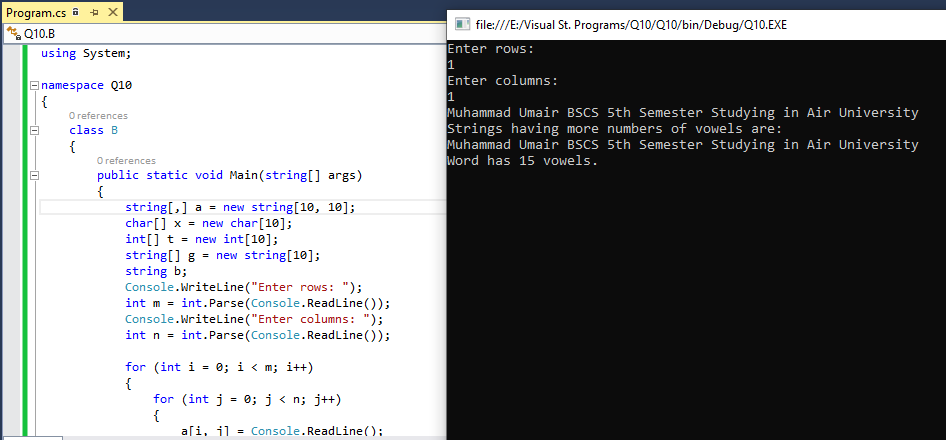 Program.cs
Q10.B
using System;
namespace Q10
{
0 references
class B
{
0 references
public static void Main(string[] args)
{
string[,] a = new string[10, 10];
char[] x = new char[10];
int[] t = new int[10];
string[] g = new string[10];
string b;
Console.WriteLine("Enter rows: ");
int m = int.Parse(Console.ReadLine());
Console.WriteLine("Enter columns: ");
int n = int.Parse(Console.ReadLine());
for (int i = 0; i < m; i++)
{
for (int j = 0; j < n; j++)
{
a[i, j] = Console.ReadLine();
file:///E:/Visual St. Programs/Q10/Q10/bin/Debug/Q10.EXE
Enter rows:
1
Enter columns:
1
Muhammad Umair BSCS 5th Semester Studying in Air University
Strings having more numbers of vowels are:
Muhammad Umair BSCS 5th Semester Studying in Air University
Word has 15 vowels.